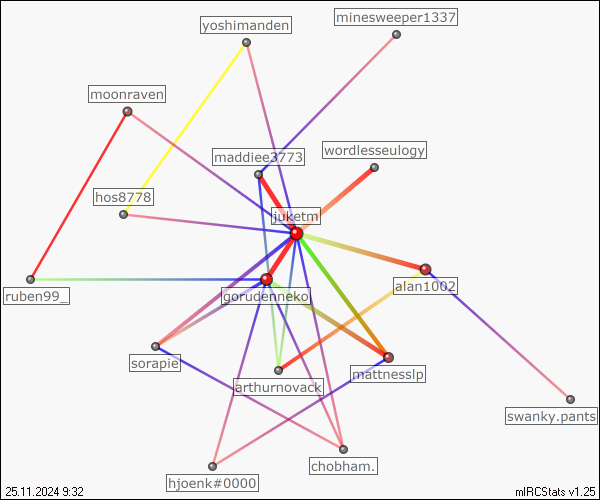 minesweeper1337
yoshimanden
moonraven
wordlesseulogy
maddiee3773
hos8778
juketm
alan1002
ruben99_
gorudenneko
sorapie
mattnesslp
arthurnovack
swanky.pants
chobham.
hjoenk#0000
25.11.2024 9:32
mIRCStats v1.25